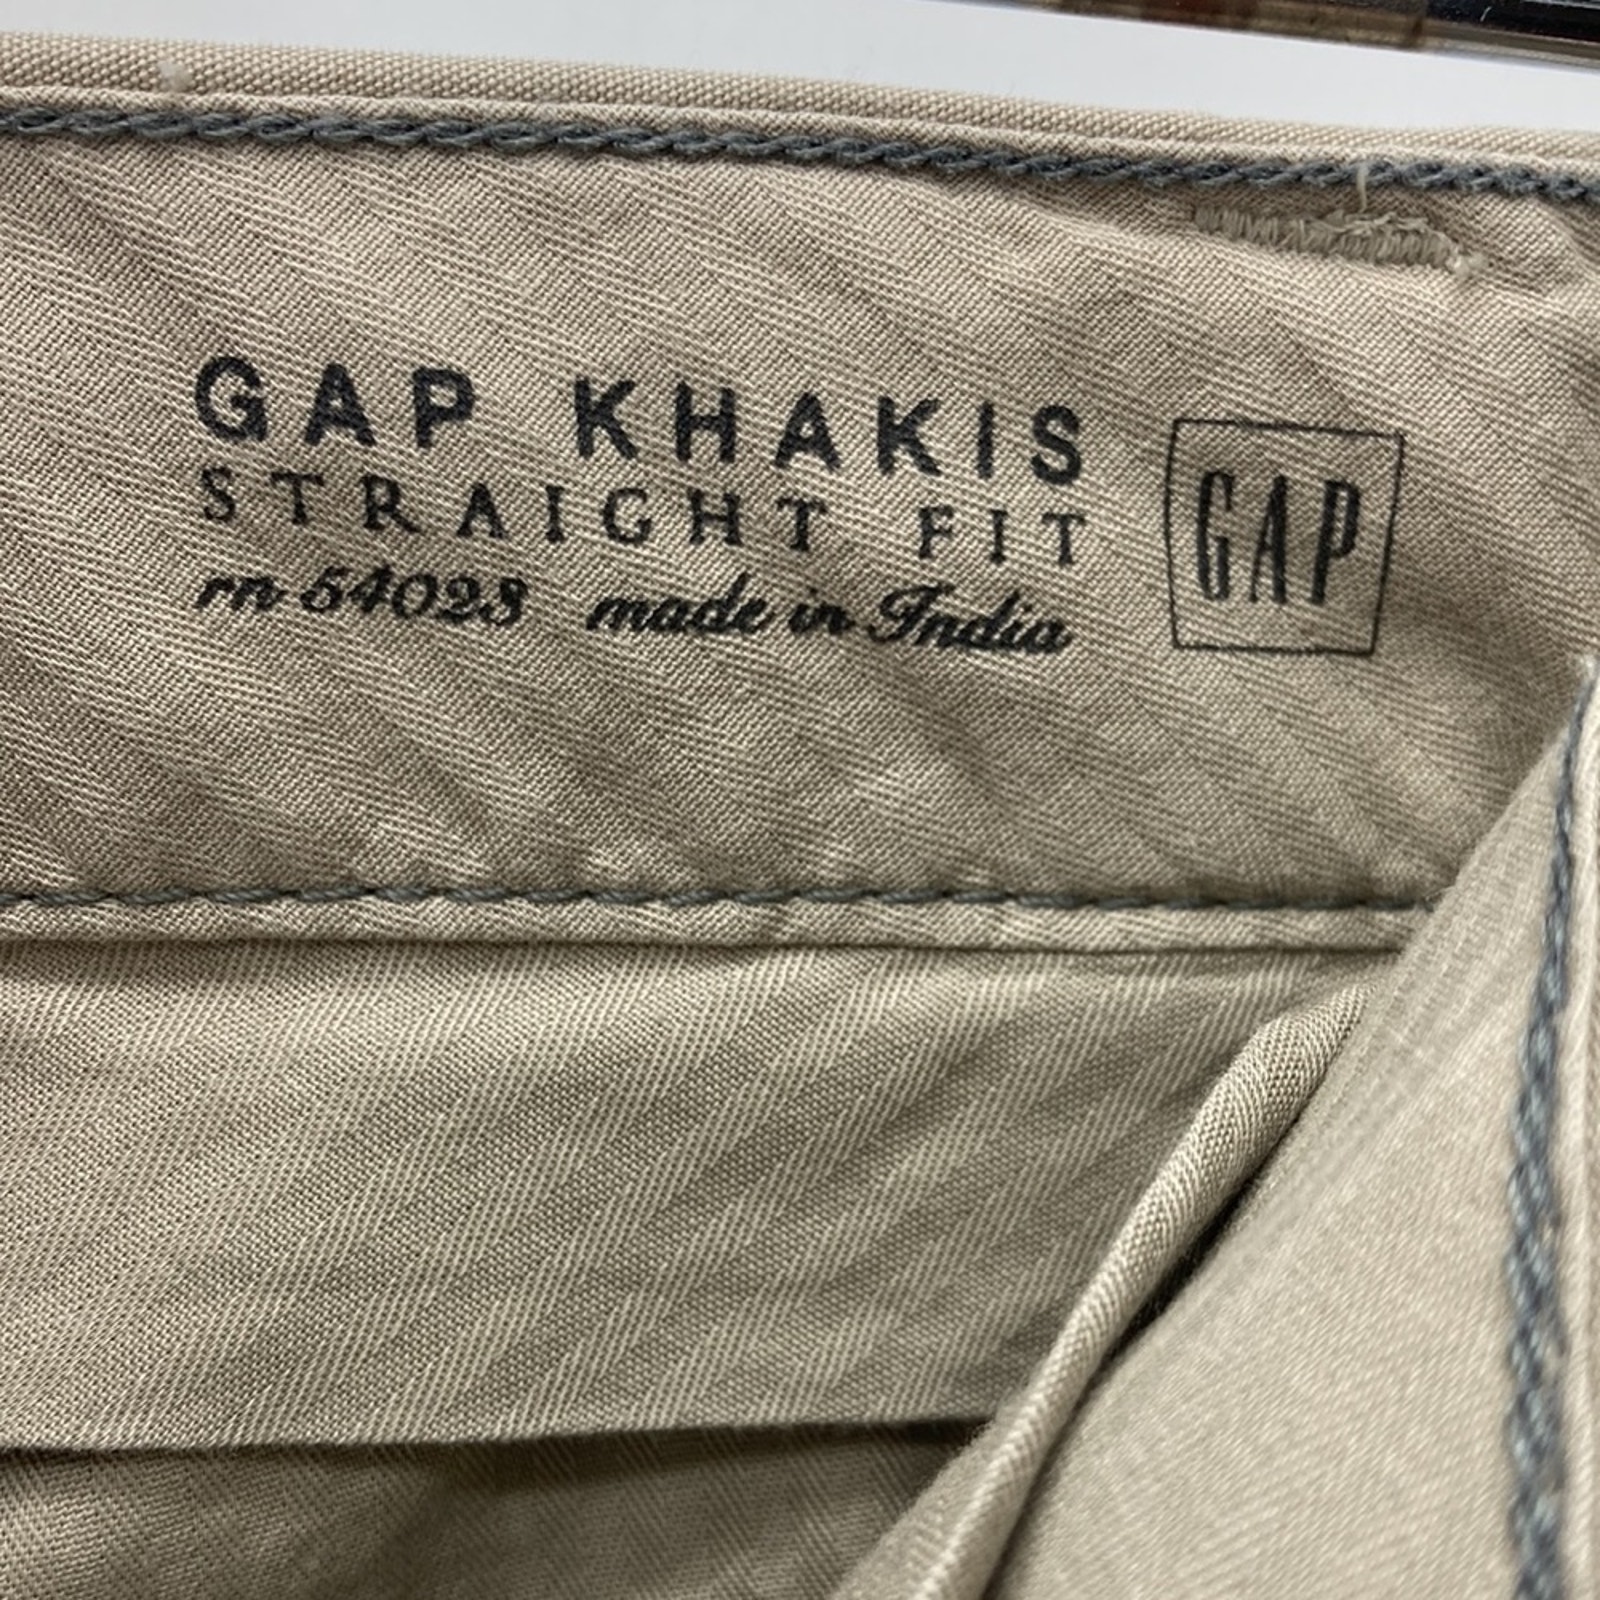 GAP KHAKIS
STRAIGHT FIT
rn 54023 made in India
GAP